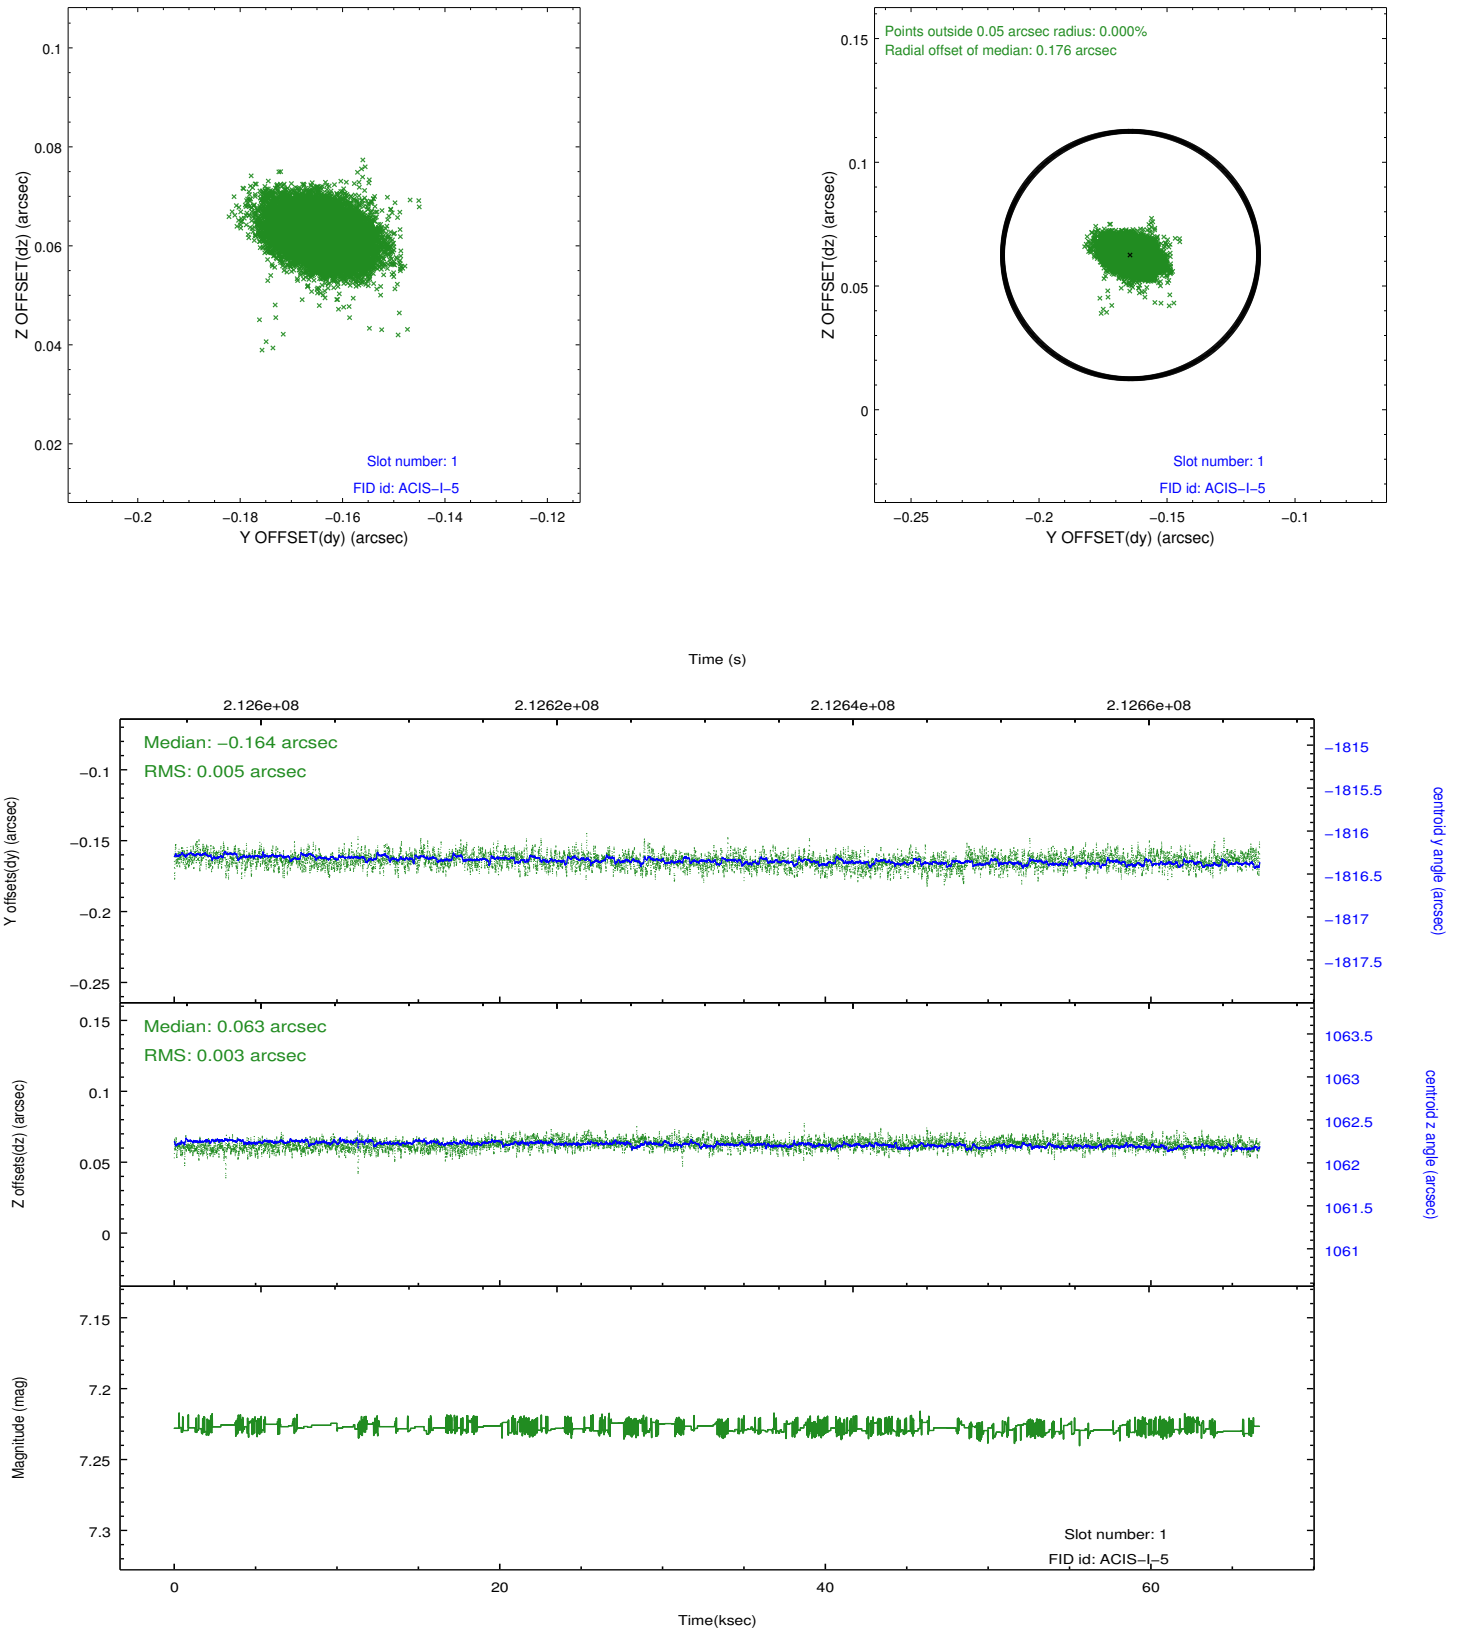 0.1
0.08
0.06
0.04
0.02
Z OFFSET(dz) (arcsec)
Slot number: 1
FID id: ACIS−I−5
−0.2 −0.18 −0.16 −0.14 −0.12
Y OFFSET(dy) (arcsec)
Points outside 0.05 arcsec radius: 0.000%
Radial offset of median: 0.176 arcsec
0.15
0.1
0.05
0
Z OFFSET(dz) (arcsec)
Slot number: 1
FID id: ACIS−I−5
−0.25 −0.2 −0.15 −0.1
Y OFFSET(dy) (arcsec)
Time (s)
2.126e+08 2.1262e+08 2.1264e+08 2.1266e+08
Median: −0.164 arcsec
RMS: 0.005 arcsec
−0.1
−0.15
−0.2
−0.25
Y offsets(dy) (arcsec)
−1815
−1815.5
−1816
−1816.5
−1817
−1817.5
centroid y angle (arcsec)
Median: 0.063 arcsec
RMS: 0.003 arcsec
0.15
0.1
0.05
0
Z offsets(dz) (arcsec)
1063.5
1063
1062.5
1062
1061.5
1061
centroid z angle (arcsec)
7.15
7.2
7.25
7.3
Magnitude (mag)
Slot number: 1
FID id: ACIS−I−5
0 20 40 60
Time(ksec)